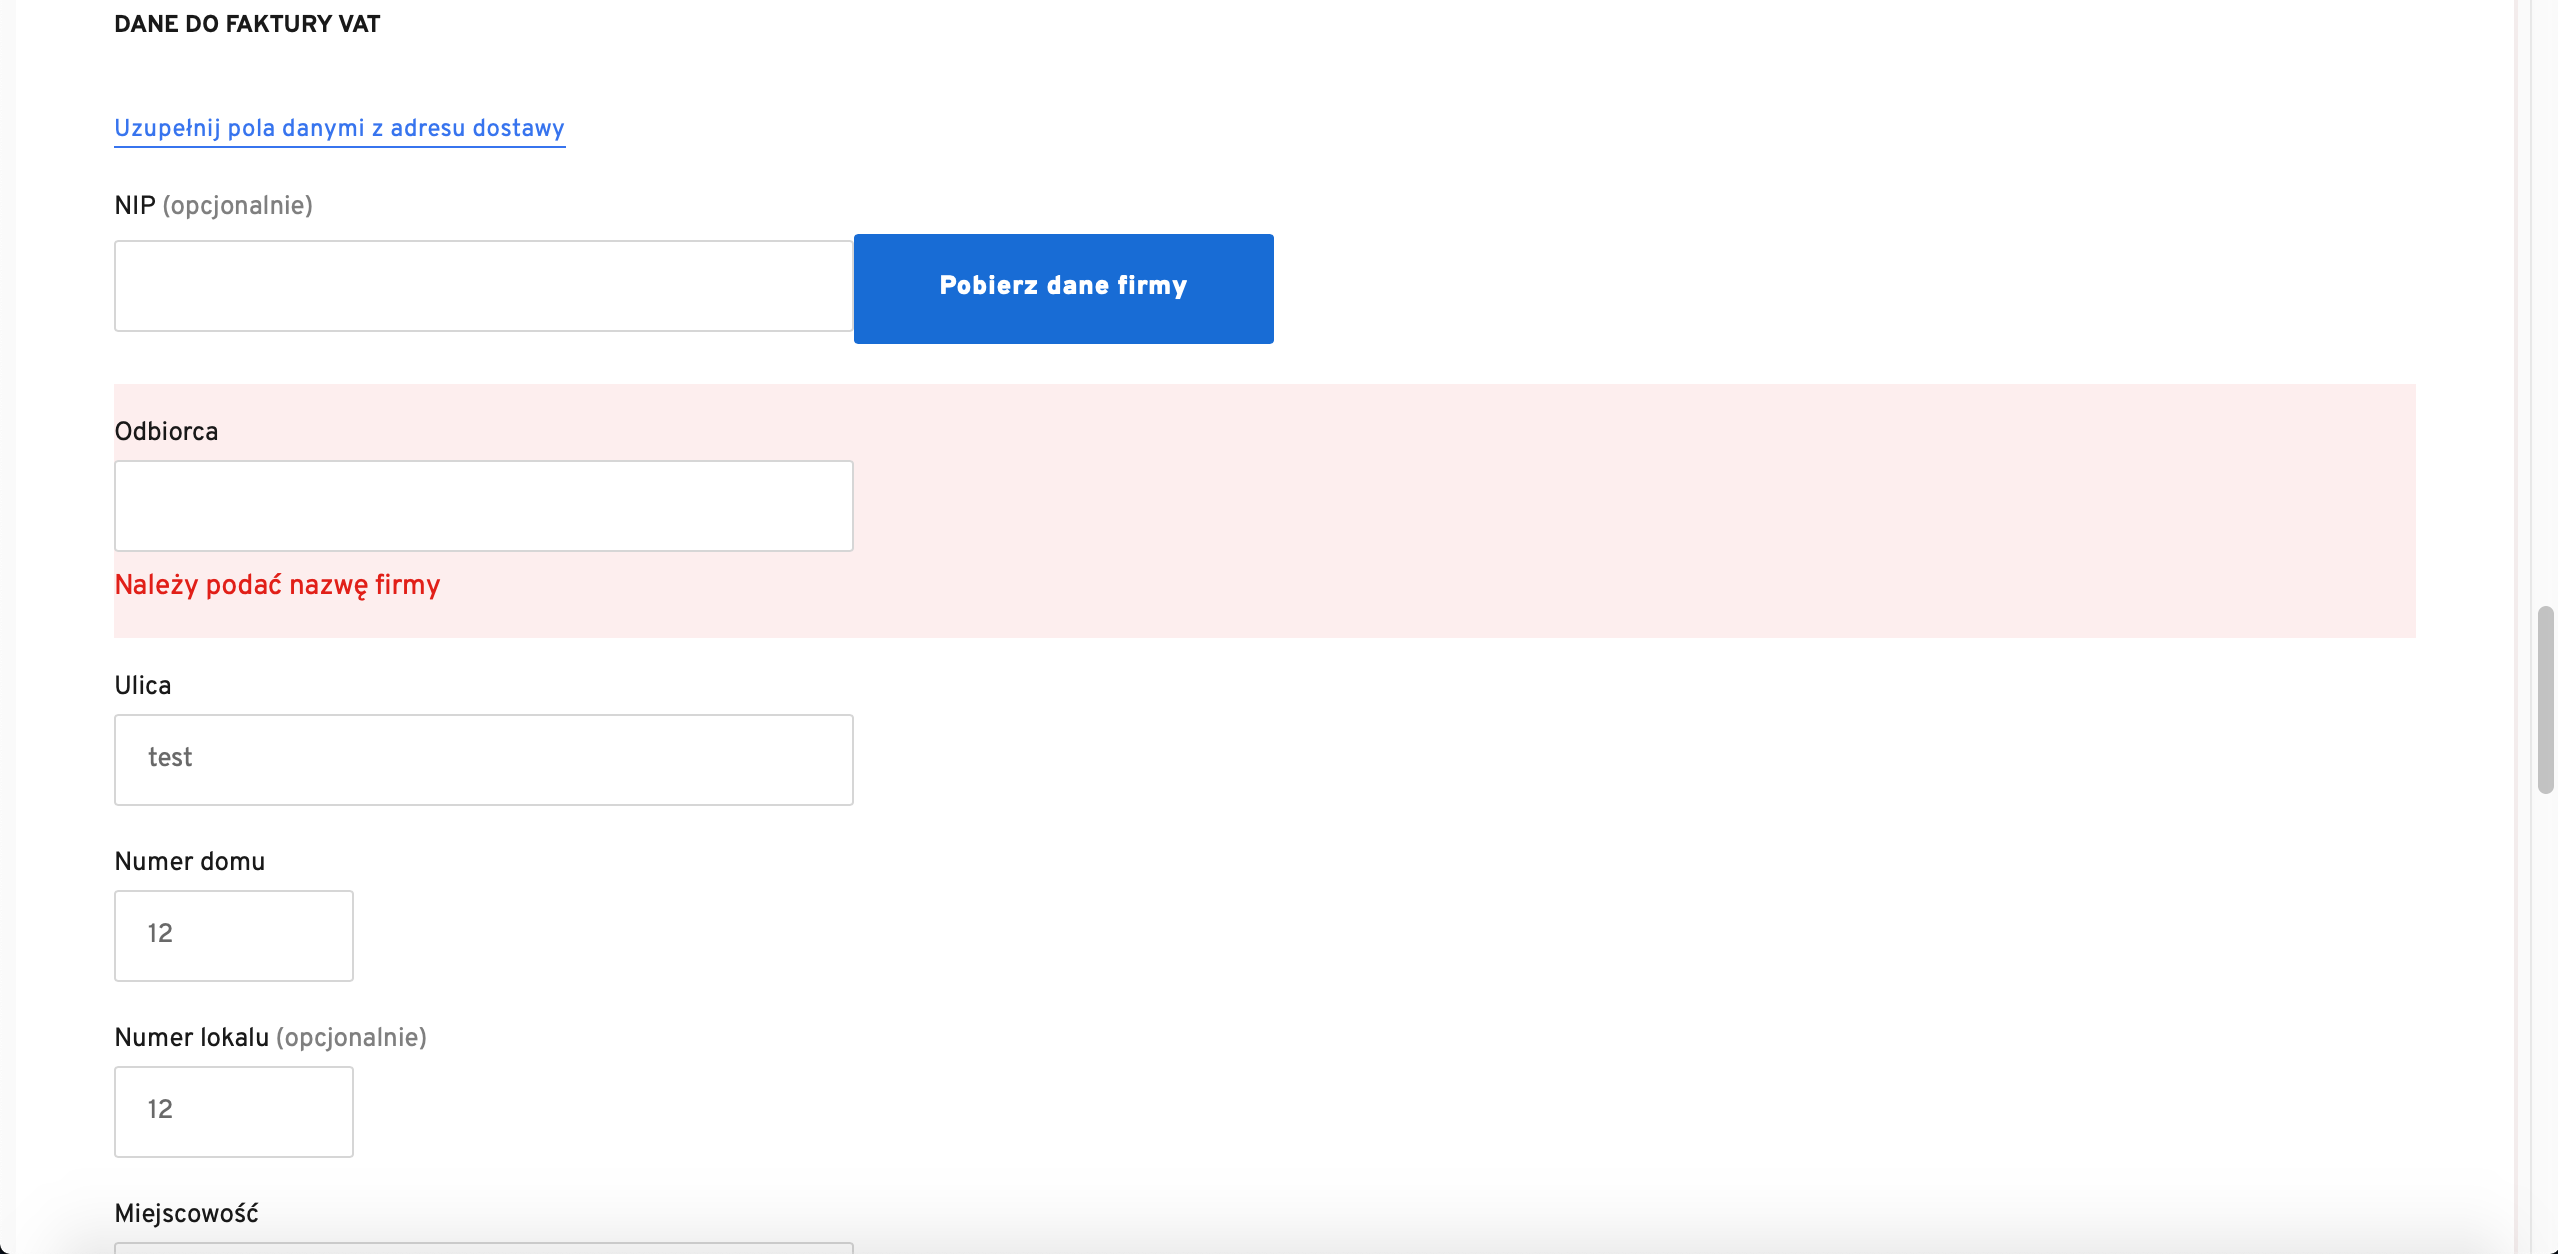 DANE DO FAKTURY VAT
Uzupełnij pola danymi z adresu dostawy
NIP (opcjonalnie)
Pobierz dane firmy
Odbiorca
Należy podać nazwę firmy
Ulica
test
Numer domu
12
Numer lokalu (opcjonalnie)
12
Miejscowość